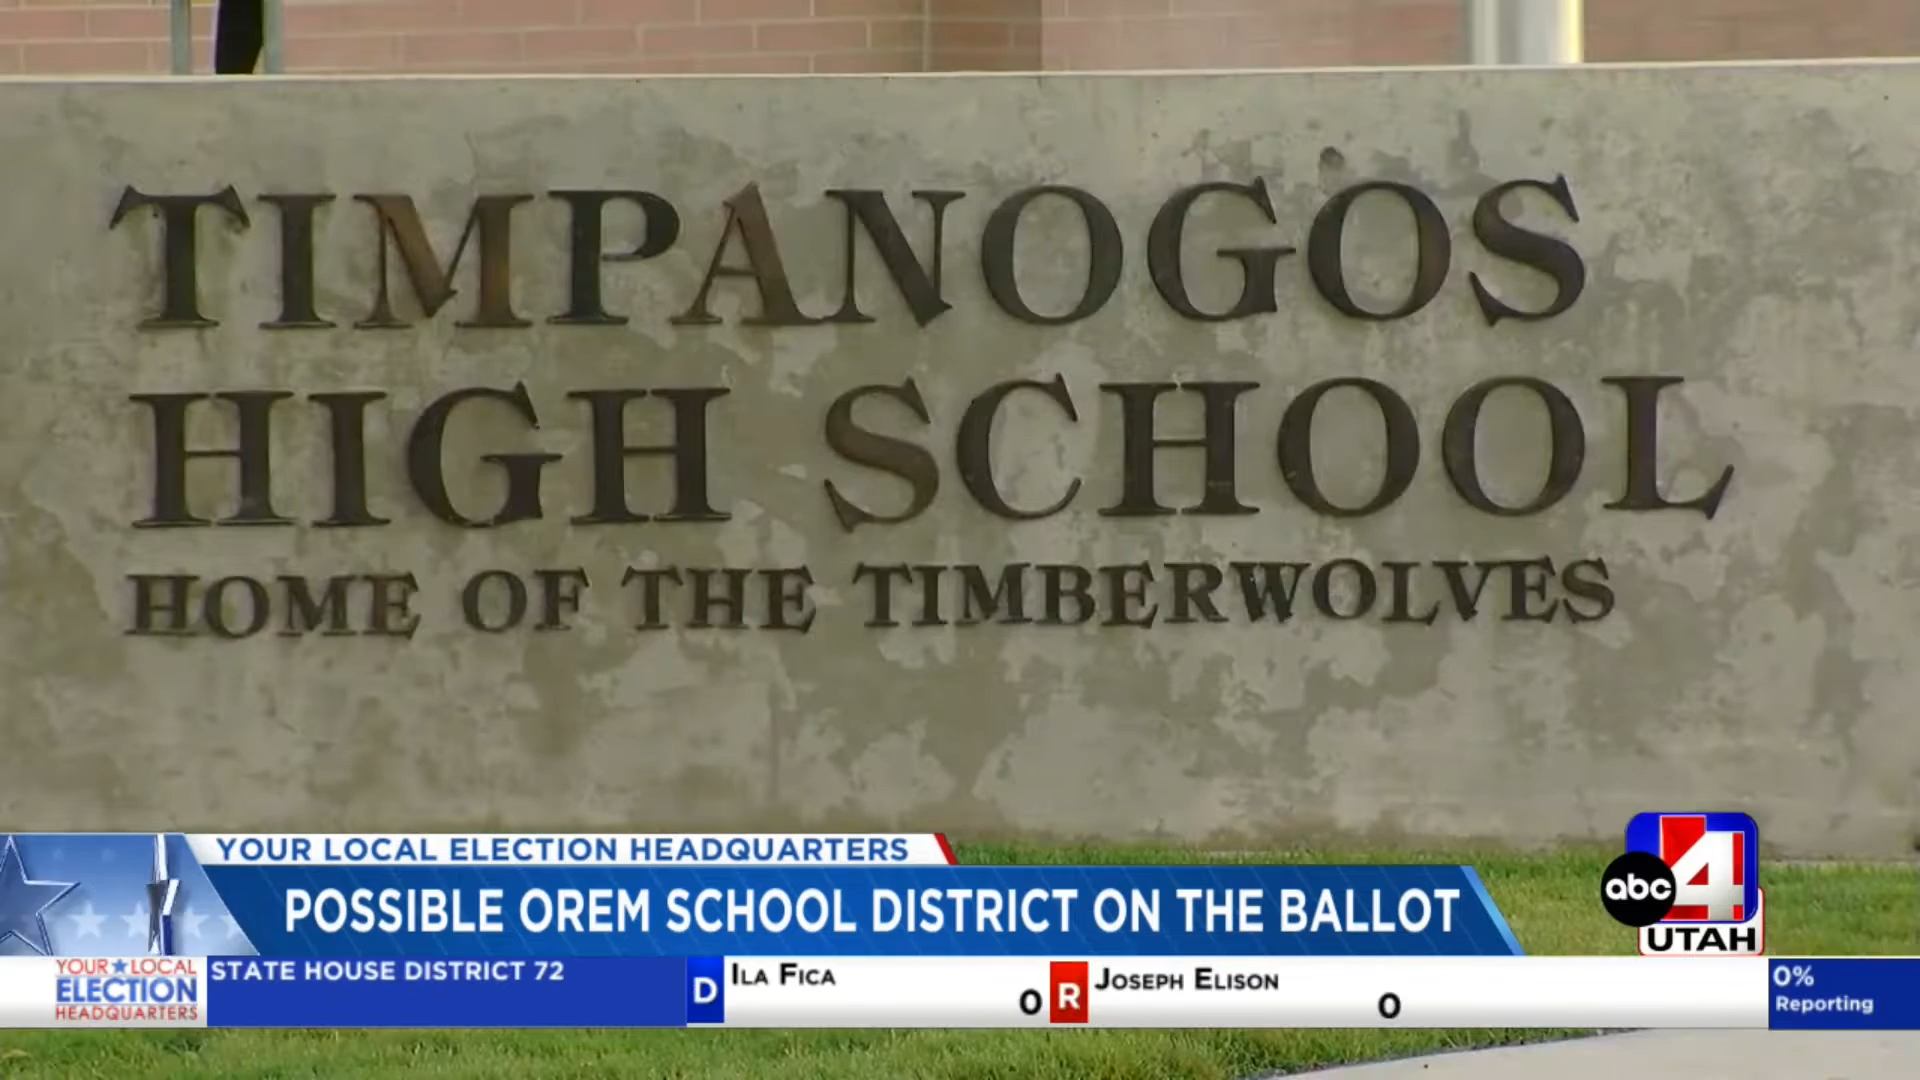 TIMPANOGOS
HIGH SCHOOL
HOME OF THE TIMBERWOLVES
YOUR LOCAL ELECTION HEADQUARTERS
POSSIBLE OREM SCHOOL DISTRICT ON THE BALLOT
abc 4
UTAH
YOUR LOCAL
ELECTION
HEADQUARTERS
STATE HOUSE DISTRICT 72
D ILA FICA 0
R JOSEPH ELISON 0
0%
Reporting